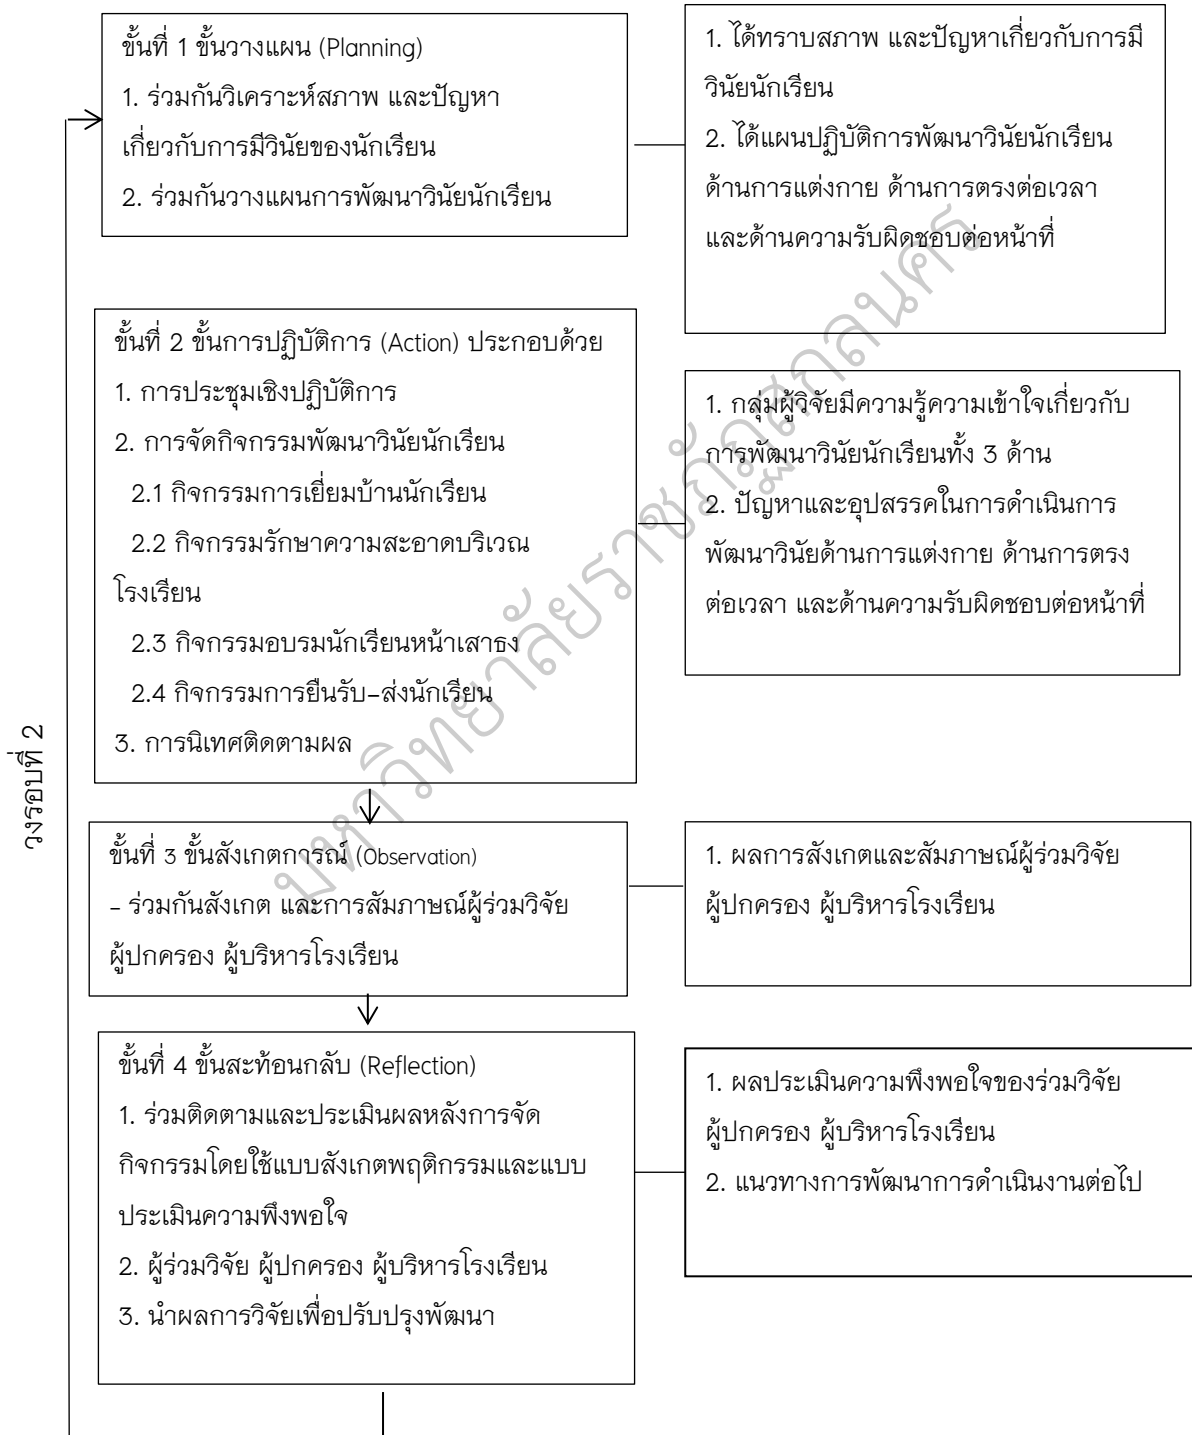 ขั้นที่ 1 ขั้นวางแผน (Planning)
1. ร่วมกันวิเคราะห์สภาพ และปัญหา
เกี่ยวกับการมีวินัยของนักเรียน
2. ร่วมกันวางแผนการพัฒนาวินัยนักเรียน
1. ได้ทราบสภาพ และปัญหาเกี่ยวกับการมี
วินัยนักเรียน
2. ได้แผนปฏิบัติการพัฒนาวินัยนักเรียน
ด้านการแต่งกาย ด้านการตรงต่อเวลา
และด้านความรับผิดชอบต่อหน้าที่
ขั้นที่ 2 ขั้นการปฏิบัติการ (Action) ประกอบด้วย
1. การประชุมเชิงปฏิบัติการ
2. การจัดกิจกรรมพัฒนาวินัยนักเรียน
2.1 กิจกรรมการเยี่ยมบ้านนักเรียน
2.2 กิจกรรมรักษาความสะอาดบริเวณ
โรงเรียน
2.3 กิจกรรมอบรมนักเรียนหน้าเสาธง
2.4 กิจกรรมการยืนรับ-ส่งนักเรียน
3. การนิเทศติดตามผล
1. กลุ่มผู้วิจัยมีความรู้ความเข้าใจเกี่ยวกับ
การพัฒนาวินัยนักเรียนทั้ง 3 ด้าน
2. ปัญหาและอุปสรรคในการดำเนินการ
พัฒนาวินัยด้านการแต่งกาย ด้านการตรง
ต่อเวลา และด้านความรับผิดชอบต่อหน้าที่
วงรอบที่ 2
ขั้นที่ 3 ขั้นสังเกตการณ์ (Observation)
- ร่วมกันสังเกต และการสัมภาษณ์ผู้ร่วมวิจัย
ผู้ปกครอง ผู้บริหารโรงเรียน
1. ผลการสังเกตและสัมภาษณ์ผู้ร่วมวิจัย
ผู้ปกครอง ผู้บริหารโรงเรียน
ขั้นที่ 4 ขั้นสะท้อนกลับ (Reflection)
1. ร่วมติดตามและประเมินผลหลังการจัด
กิจกรรมโดยใช้แบบสังเกตพฤติกรรมและแบบ
ประเมินความพึงพอใจ
2. ผู้ร่วมวิจัย ผู้ปกครอง ผู้บริหารโรงเรียน
3. นำผลการวิจัยเพื่อปรับปรุงพัฒนา
1. ผลประเมินความพึงพอใจของร่วมวิจัย
ผู้ปกครอง ผู้บริหารโรงเรียน
2. แนวทางการพัฒนาการดำเนินงานต่อไป
มหาวิทยาลัยราชภัฏสกลนคร